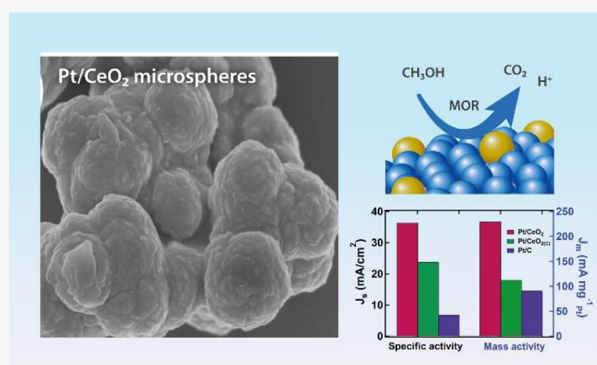 Pt/CeO₂ microspheres
CH₃OH
CO₂
H⁺
MOR
40
30
20
10
0
Jₛ (mA/cm²)
Pt/CeO₂
Pt/CeO₂(C)
Pt/C
250
200
150
100
50
0
Jₘ (mA mg⁻¹ Pt)
Specific activity
Mass activity